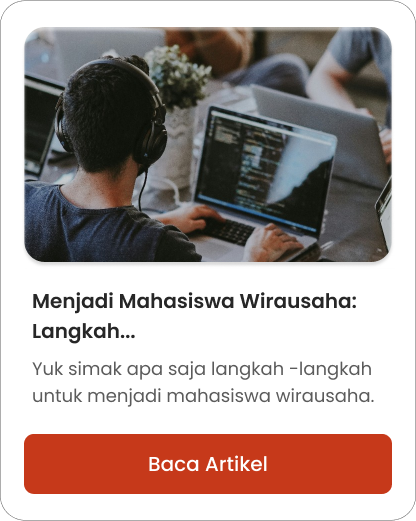 Menjadi Mahasiswa Wirausaha:
Langkah...
Yuk simak apa saja langkah -langkah
untuk menjadi mahasiswa wirausaha.
Baca Artikel